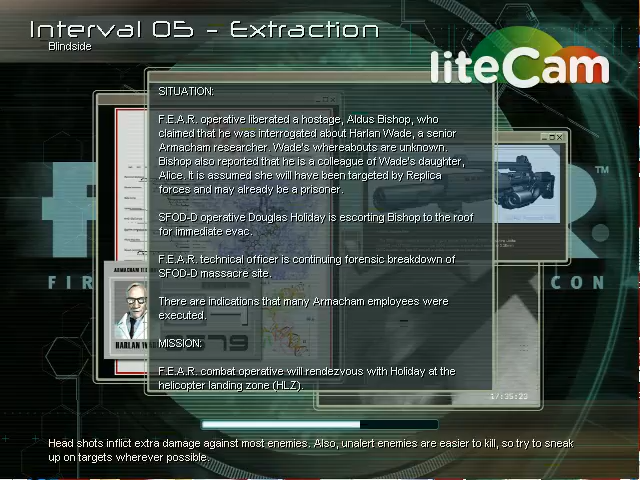 Interval 05 - Extraction
Blindside
liteCam
SITUATION:
F.E.A.R. operative liberated a hostage, Aldus Bishop, who
claimed that he was interrogated about Harlan Wade, a senior
Armacham researcher. Wade's whereabouts are unknown.
Bishop also reported that he is a colleague of Wade's daughter,
Alice. It is assumed she will have been targeted by Replica
forces and may already be a prisoner.
SFOD-D operative Douglas Holiday is escorting Bishop to the roof
for immediate evac.
F.E.A.R. technical officer is continuing forensic breakdown of
SFOD-D massacre site.
There are indications that many Armacham employees were
executed.
MISSION:
F.E.A.R. combat operative will rendezvous with Holiday at the
helicopter landing zone (HLZ).
F
R
TM
FIR
CON
ARMACHAM
HARLAN WA
79
17:35:23
Head shots inflict extra damage against most enemies. Also, unalert enemies are easier to kill, so try to sneak
up on targets wherever possible.